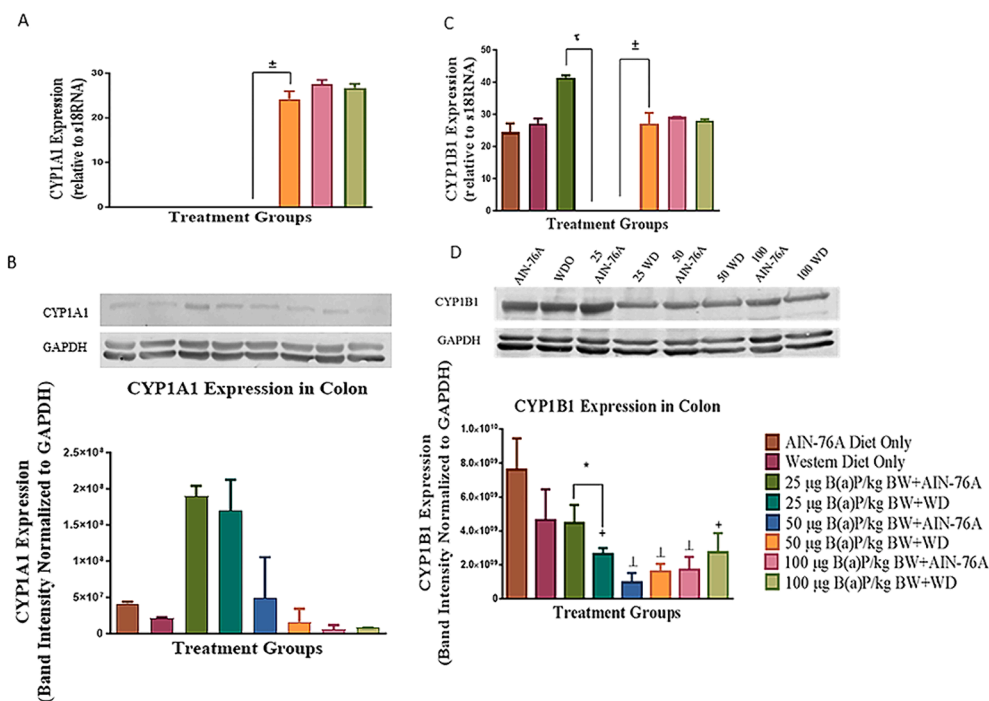 A
CYP1A1 Expression
(relative to s18RNA)
30
20
10
0
±
Treatment Groups
C
CYP1B1 Expression
(relative to s18RNA)
50
40
30
20
10
0
τ
±
Treatment Groups
B
CYP1A1
GAPDH
CYP1A1 Expression in Colon
CYP1A1 Expression
(Band Intensity Normalized to GAPDH)
2.5×10⁸
2.0×10⁸
1.5×10⁸
1.0×10⁸
5×10⁷
0
Treatment Groups
D
AIN-76A
WDO
25
AIN-76A
25 WD
50
AIN-76A
50 WD
100
AIN-76A
100 WD
CYP1B1
GAPDH
CYP1B1 Expression in Colon
CYP1B1 Expression
(Band Intensity Normalized to GAPDH)
1.0×10¹⁰
8.0×10⁰⁹
6.0×10⁰⁹
4.0×10⁰⁹
2.0×10⁰⁹
0.0
*
+
⊥
⊥
⊥
+
Treatment Groups
AIN-76A Diet Only
Western Diet Only
25 µg B(a)P/kg BW+AIN-76A
25 µg B(a)P/kg BW+WD
50 µg B(a)P/kg BW+AIN-76A
50 µg B(a)P/kg BW+WD
100 µg B(a)P/kg BW+AIN-76A
100 µg B(a)P/kg BW+WD